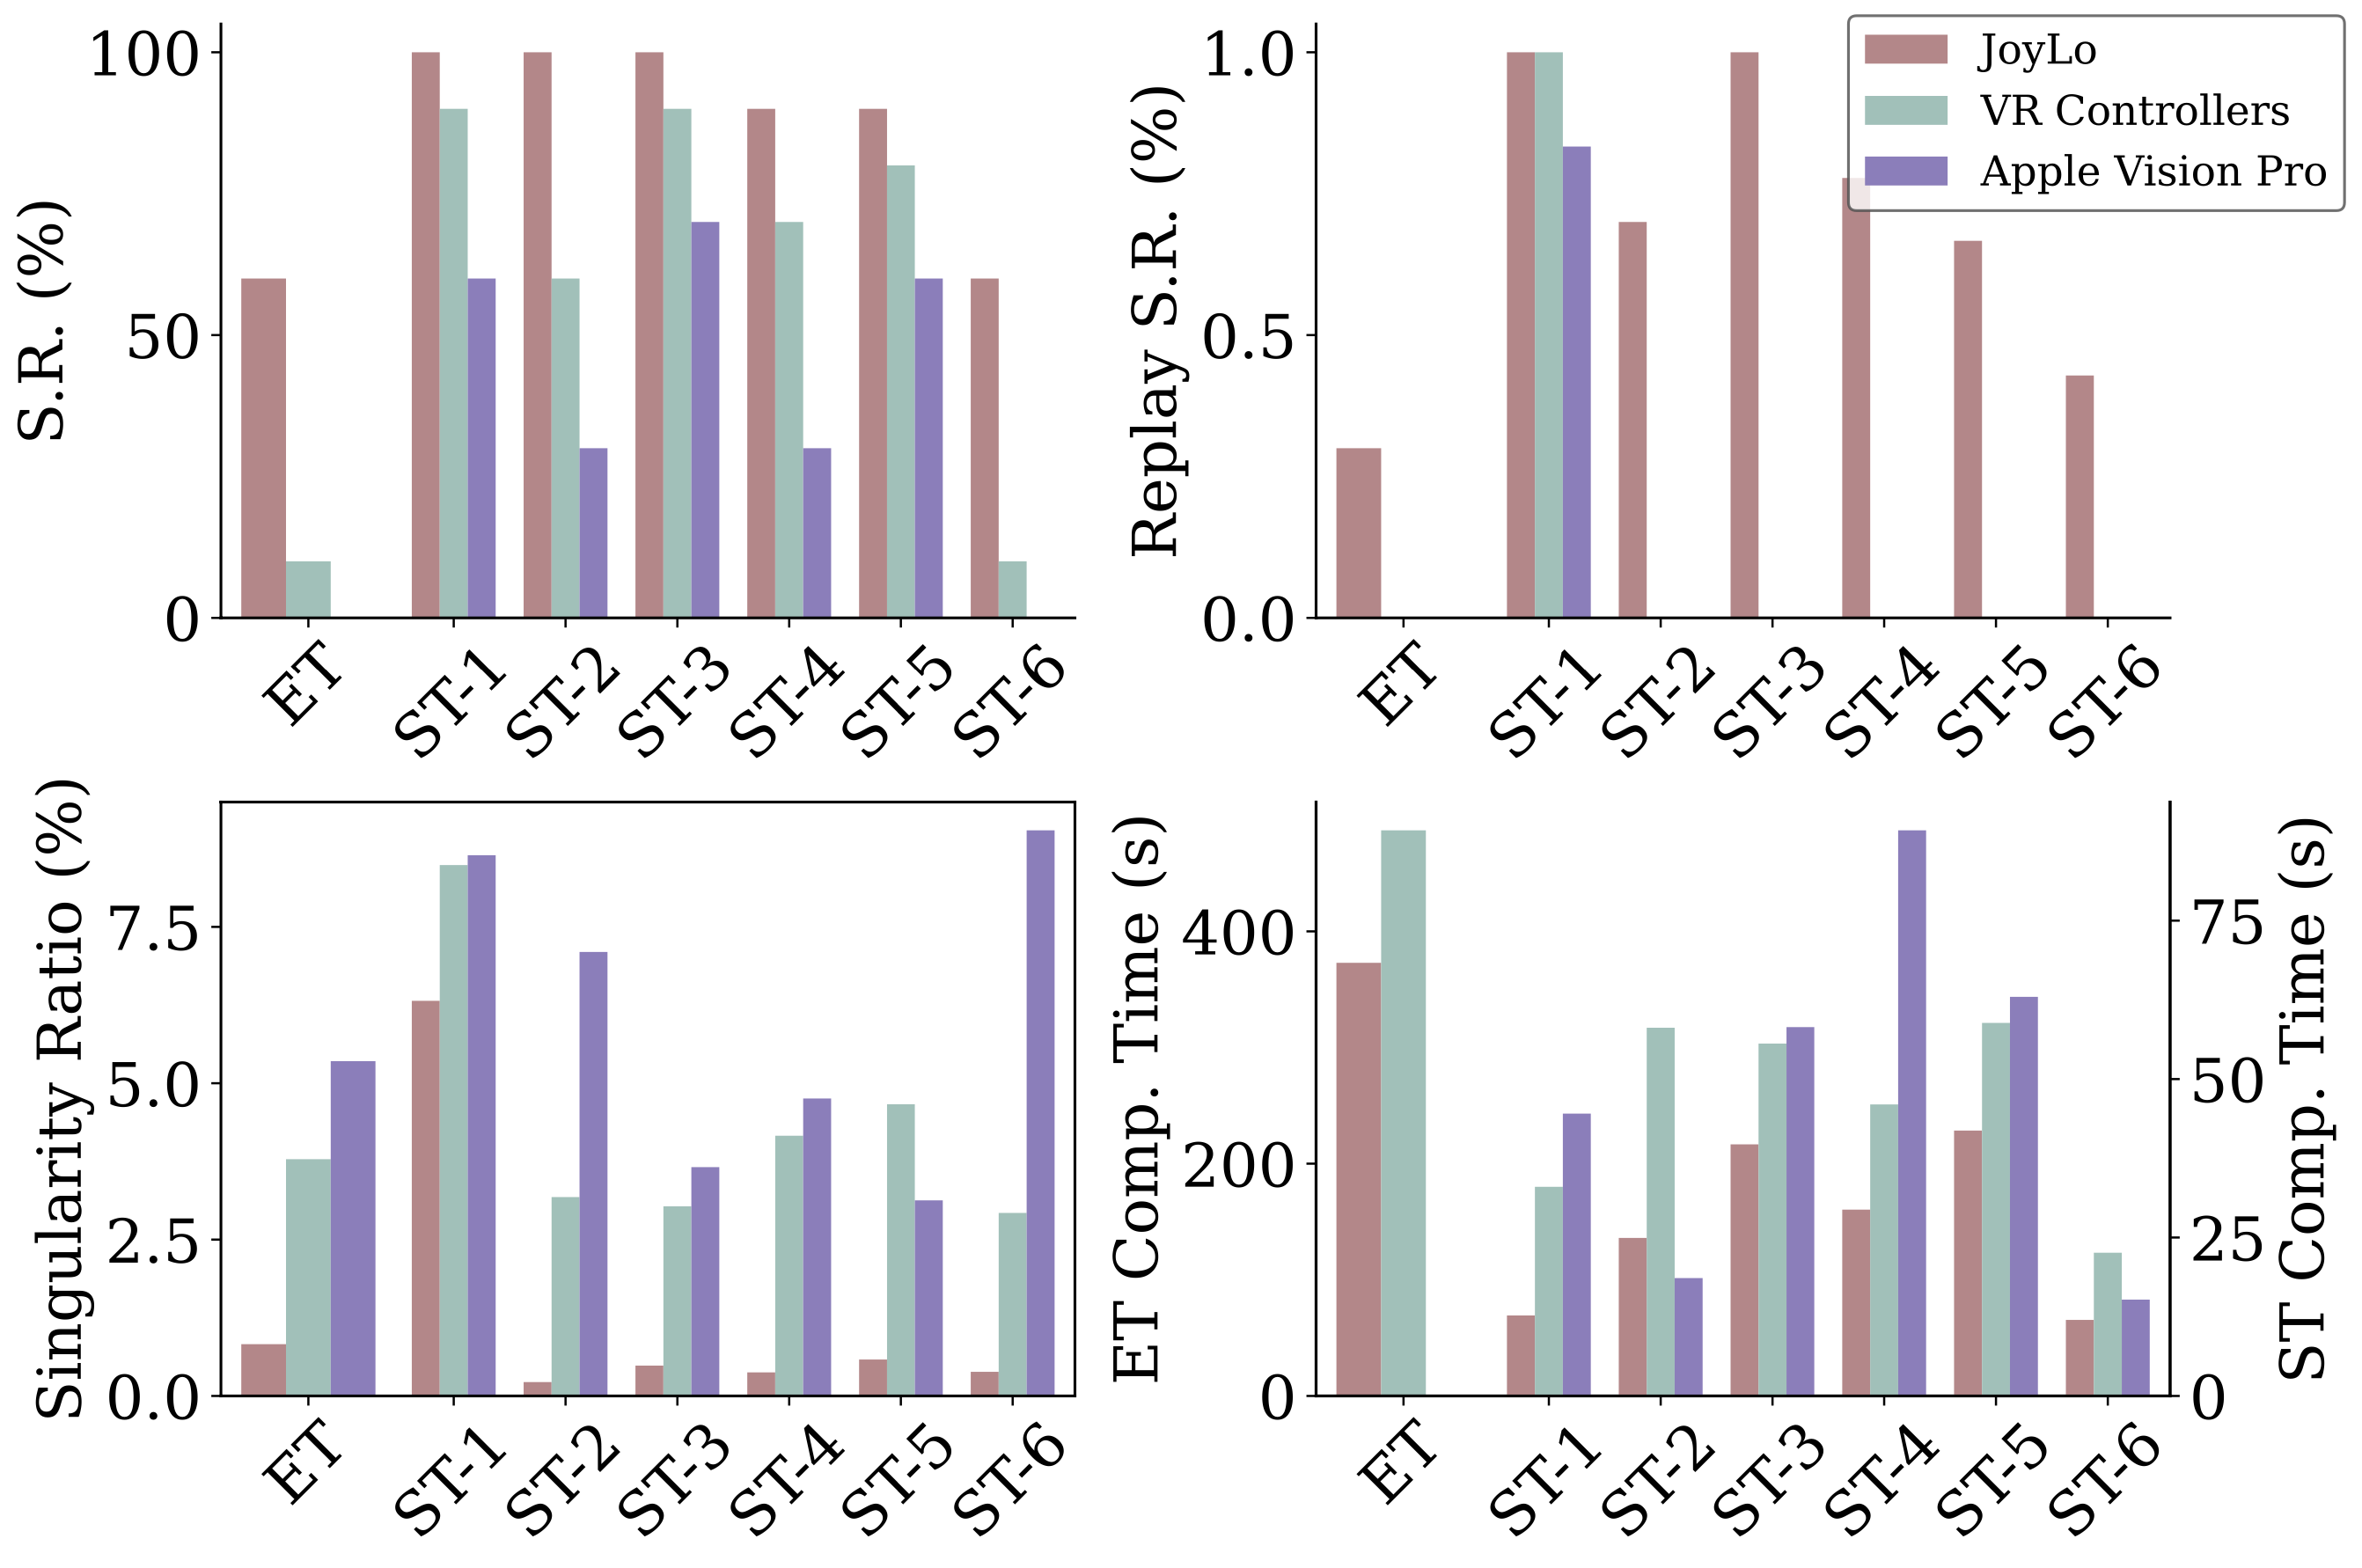 S.R. (%)
100
50
0
ET
ST-1
ST-2
ST-3
ST-4
ST-5
ST-6
Replay S.R. (%)
1.0
0.5
0.0
ET
ST-1
ST-2
ST-3
ST-4
ST-5
ST-6
JoyLo
VR Controllers
Apple Vision Pro
Singularity Ratio (%)
7.5
5.0
2.5
0.0
ET
ST-1
ST-2
ST-3
ST-4
ST-5
ST-6
ET Comp. Time (s)
400
200
0
ET
ST-1
ST-2
ST-3
ST-4
ST-5
ST-6
75
50
25
0
ST Comp. Time (s)